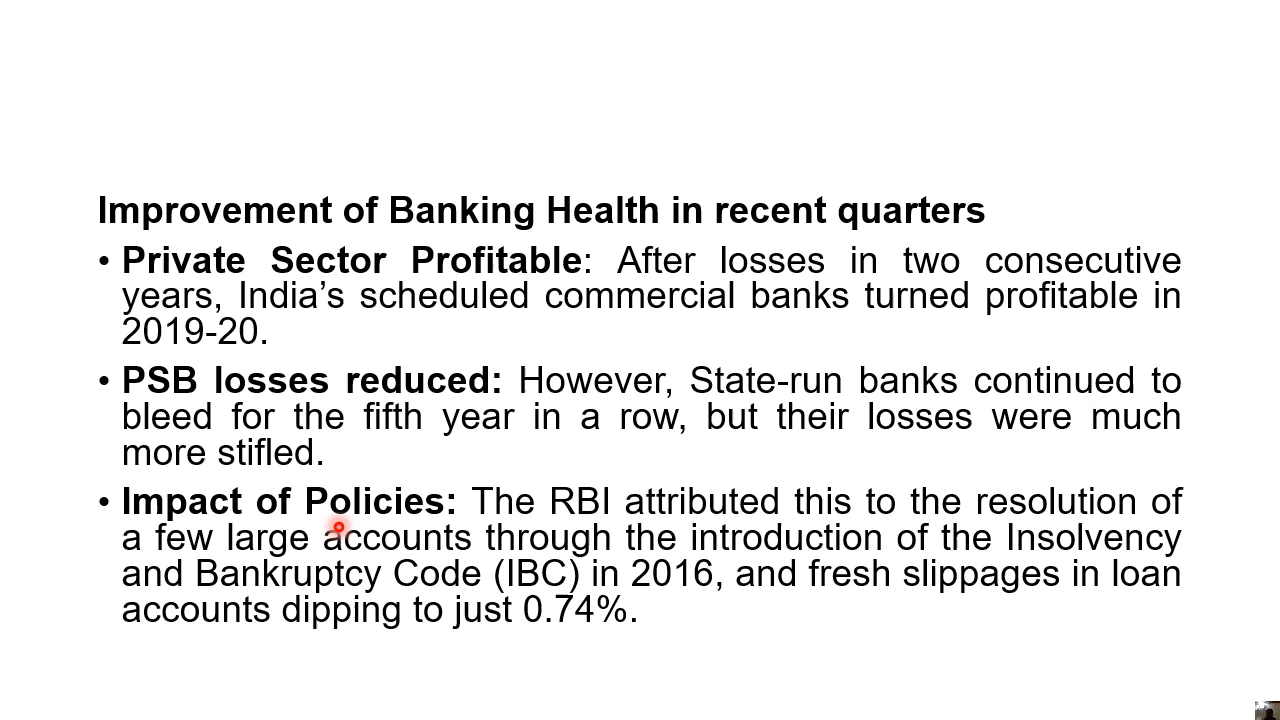 Improvement of Banking Health in recent quarters
• Private Sector Profitable: After losses in two consecutive
years, India’s scheduled commercial banks turned profitable in
2019-20.
• PSB losses reduced: However, State-run banks continued to
bleed for the fifth year in a row, but their losses were much
more stifled.
• Impact of Policies: The RBI attributed this to the resolution of
a few large accounts through the introduction of the Insolvency
and Bankruptcy Code (IBC) in 2016, and fresh slippages in loan
accounts dipping to just 0.74%.